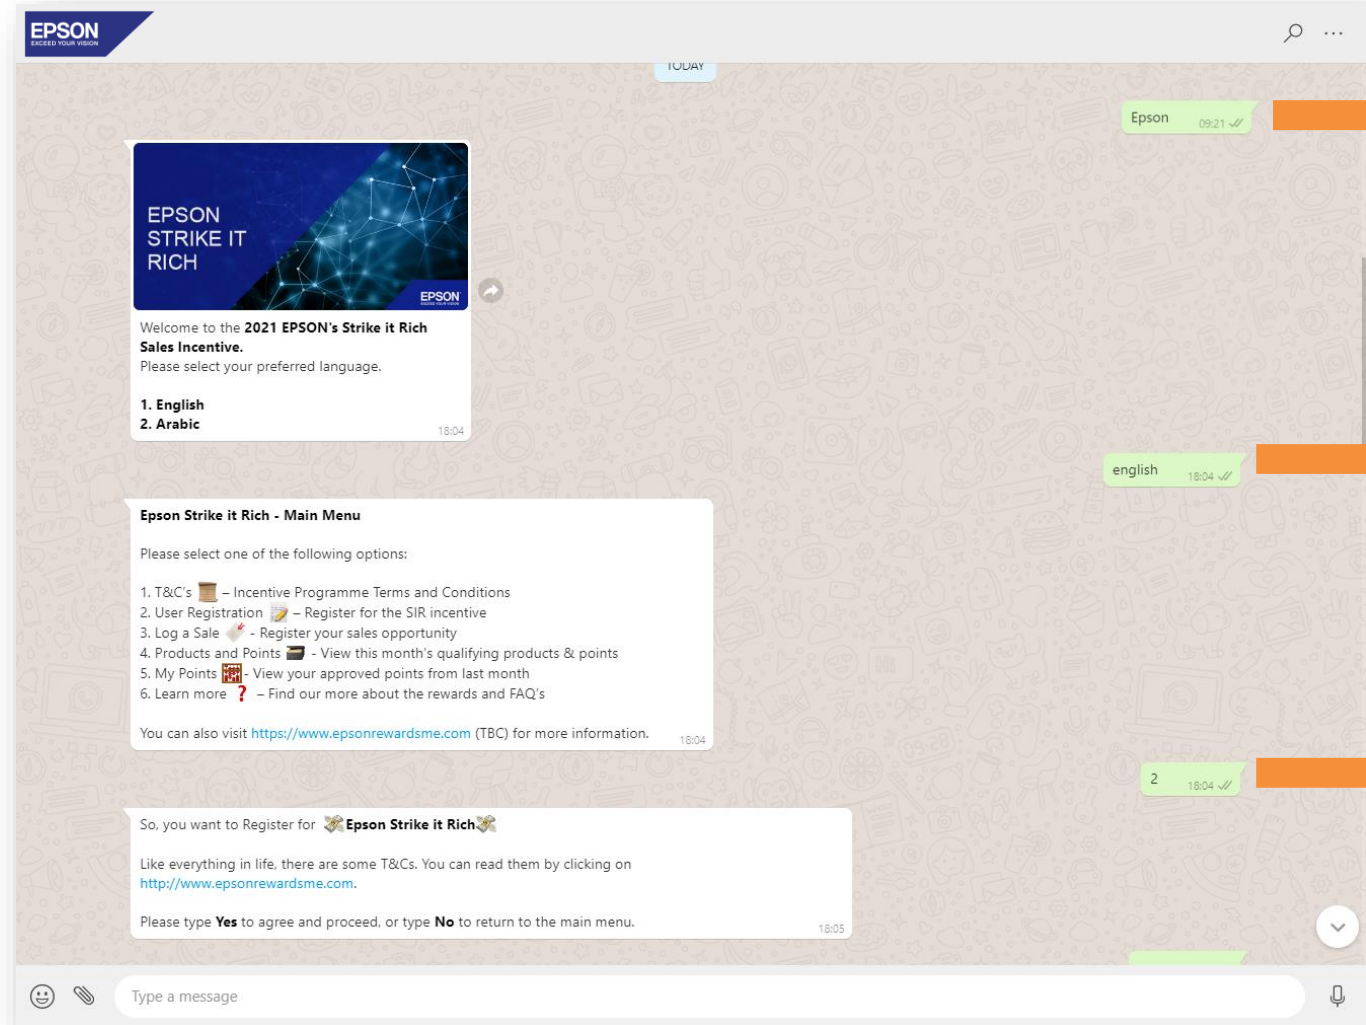 EPSON
EXCEED YOUR VISION
TODAY
Epson 09:21
EPSON
STRIKE IT
RICH
EPSON
EXCEED YOUR VISION
Welcome to the 2021 EPSON's Strike it Rich
Sales Incentive.
Please select your preferred language.
1. English
2. Arabic
18:04
english 18:04
Epson Strike it Rich - Main Menu
Please select one of the following options:
1. T&C's – Incentive Programme Terms and Conditions
2. User Registration – Register for the SIR incentive
3. Log a Sale - Register your sales opportunity
4. Products and Points - View this month's qualifying products & points
5. My Points - View your approved points from last month
6. Learn more ❓ – Find our more about the rewards and FAQ's
You can also visit https://www.epsonrewardsme.com (TBC) for more information. 18:04
2 18:04
So, you want to Register for Epson Strike it Rich
Like everything in life, there are some T&Cs. You can read them by clicking on
http://www.epsonrewardsme.com.
Please type Yes to agree and proceed, or type No to return to the main menu.
18:05
Type a message